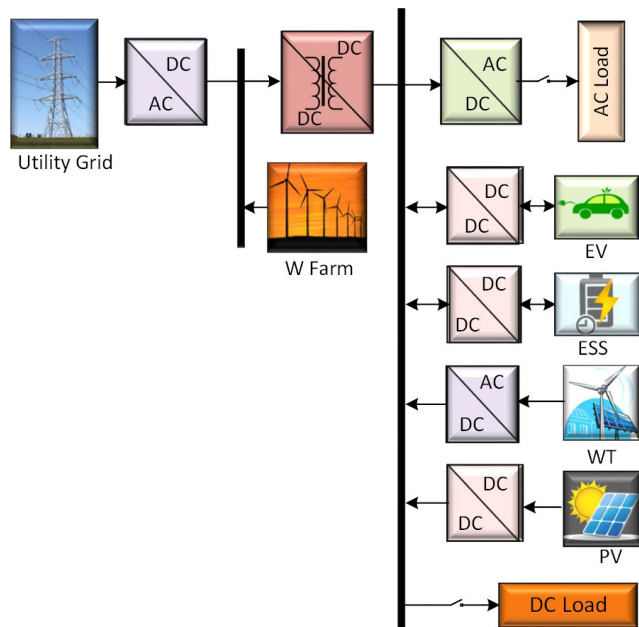 DC
AC
Utility Grid
DC
DC
W Farm
AC
DC
AC Load
DC
DC
EV
DC
DC
ESS
AC
DC
WT
DC
DC
PV
DC Load